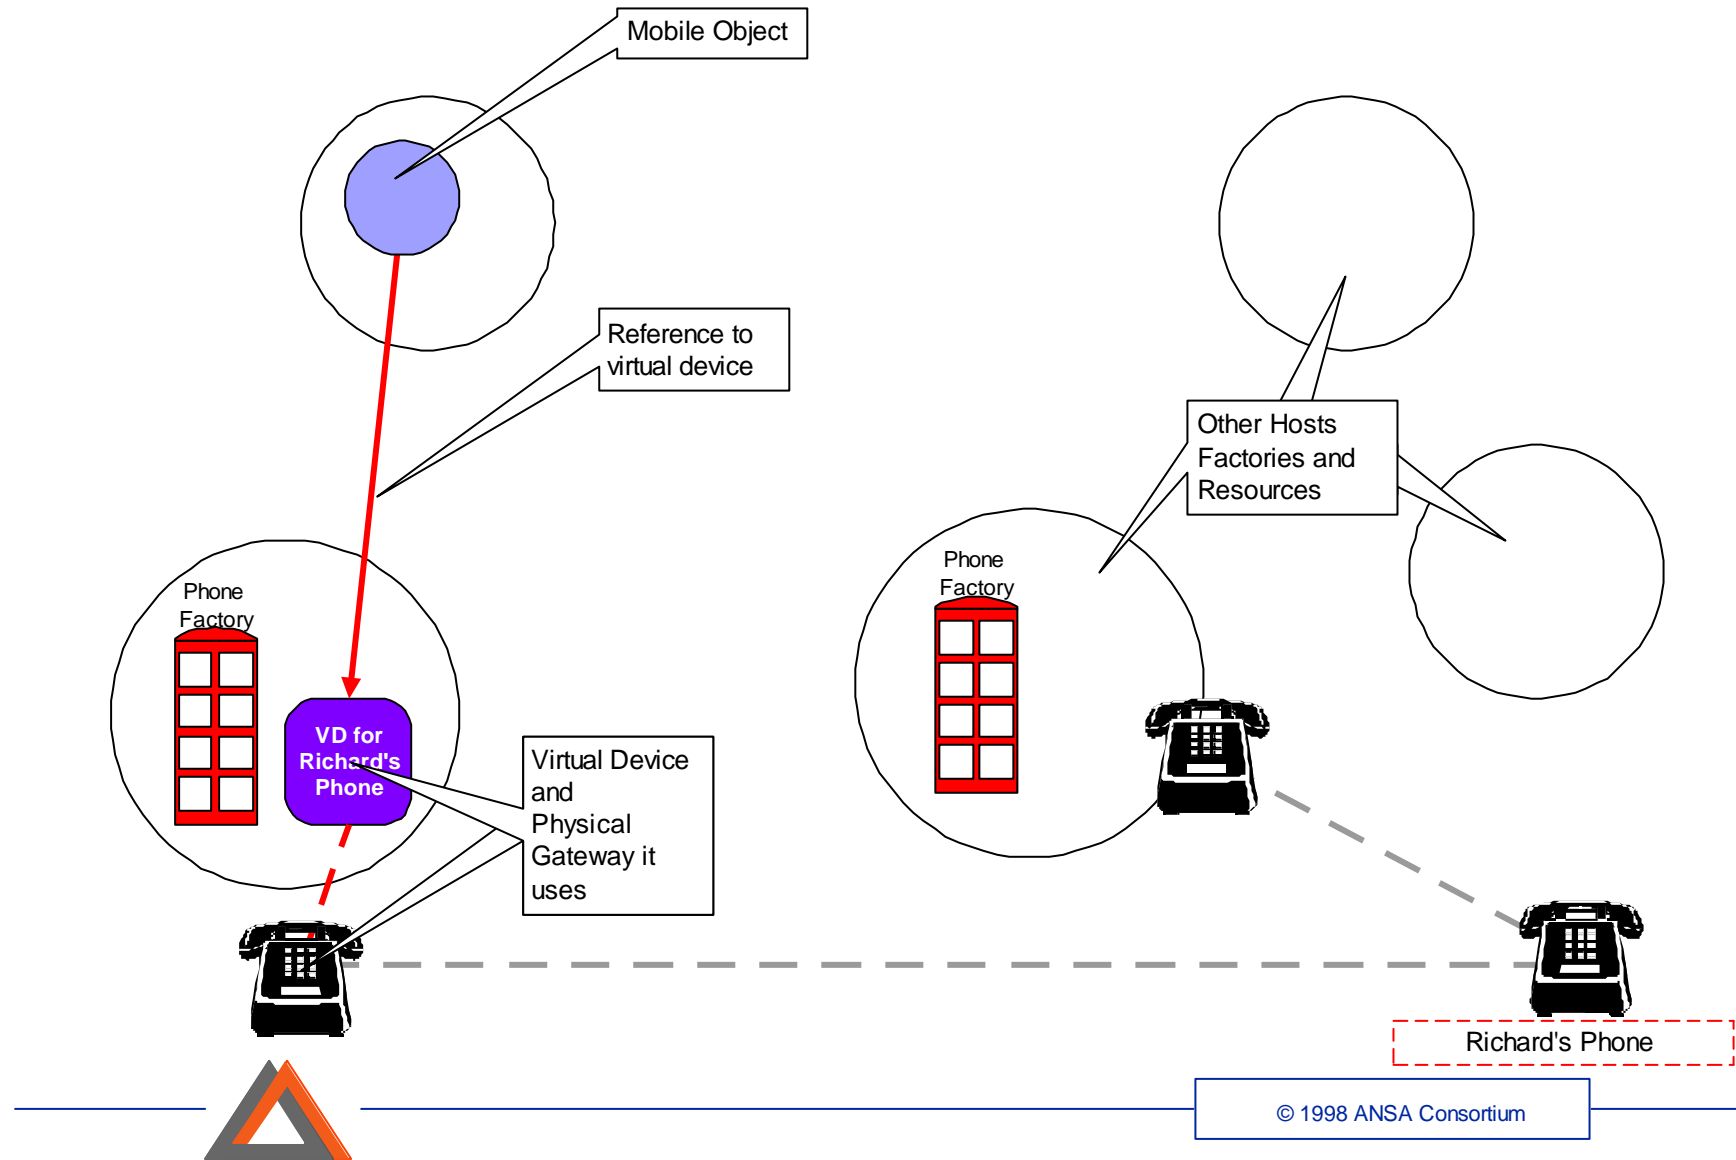 Mobile Object
Reference to
virtual device
Other Hosts
Factories and
Resources
Phone
Factory
Phone
Factory
VD for
Richard's
Phone
Virtual Device
and
Physical
Gateway it
uses
Richard's Phone
© 1998 ANSA Consortium